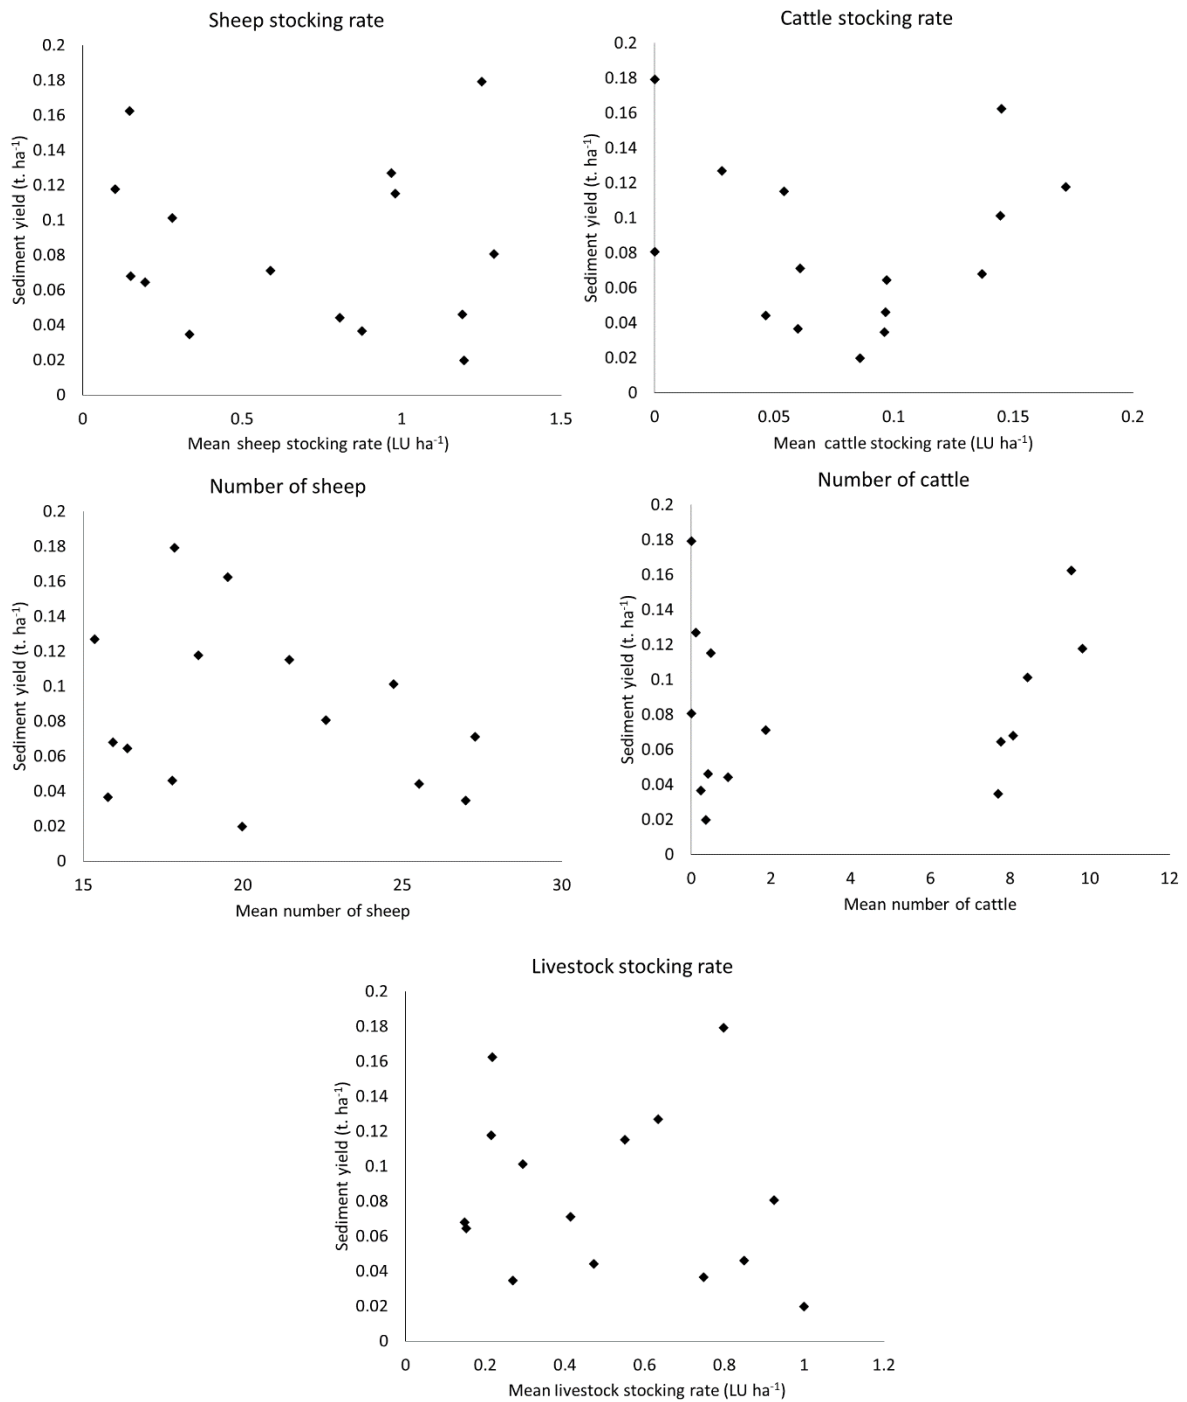 Sheep stocking rate
0.2
0.18
0.16
0.14
0.12
0.1
0.08
0.06
0.04
0.02
0
Sediment yield (t. ha⁻¹)
0 0.5 1 1.5
Mean sheep stocking rate (LU ha⁻¹)
Cattle stocking rate
0.2
0.18
0.16
0.14
0.12
0.1
0.08
0.06
0.04
0.02
0
Sediment yield (t. ha⁻¹)
0 0.05 0.1 0.15 0.2
Mean cattle stocking rate (LU ha⁻¹)
Number of sheep
0.2
0.18
0.16
0.14
0.12
0.1
0.08
0.06
0.04
0.02
0
Sediment yield (t. ha⁻¹)
15 20 25 30
Mean number of sheep
Number of cattle
0.2
0.18
0.16
0.14
0.12
0.1
0.08
0.06
0.04
0.02
0
Sediment yield (t. ha⁻¹)
0 2 4 6 8 10 12
Mean number of cattle
Livestock stocking rate
0.2
0.18
0.16
0.14
0.12
0.1
0.08
0.06
0.04
0.02
0
Sediment yield (t. ha⁻¹)
0 0.2 0.4 0.6 0.8 1 1.2
Mean livestock stocking rate (LU ha⁻¹)